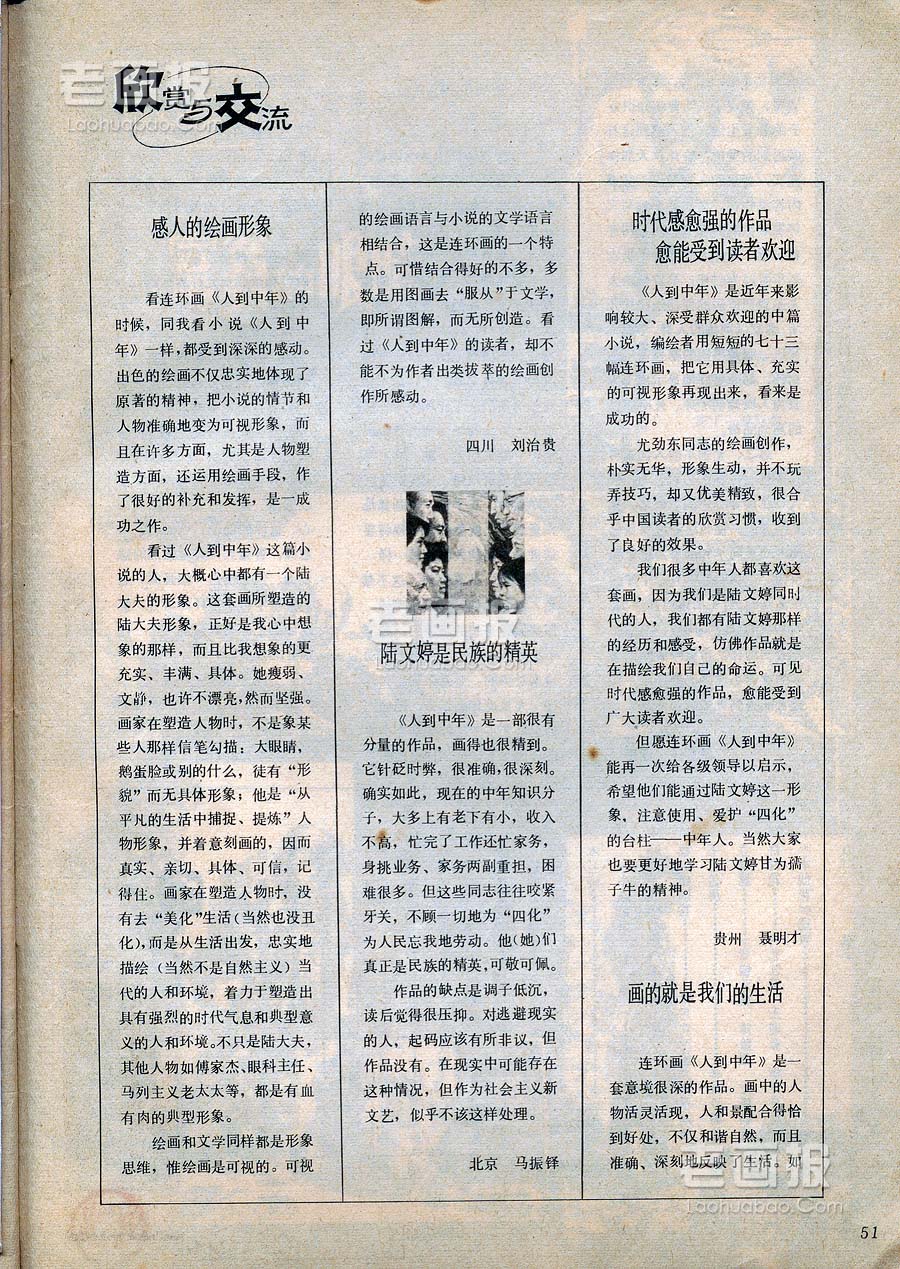 老画报
Laohuabao.Com
欣赏与交流
感人的绘画形象
看连环画《人到中年》的
时候，同我看小说《人到中
年》一样，都受到深深的感动。
出色的绘画不仅忠实地体现了
原著的精神，把小说的情节和
人物准确地变为可视形象，而
且在许多方面，尤其是人物塑
造方面，还运用绘画手段，作
了很好的补充和发挥，是一成
功之作。
看过《人到中年》这篇小
说的人，大概心中都有一个陆
大夫的形象。这套画所塑造的
陆大夫形象，正好是我心中想
象的那样，而且比我想象的更
充实、丰满、具体。她瘦弱、
文静，也许不漂亮，然而坚强。
画家在塑造人物时，不是象某
些人那样信笔勾描：大眼睛，
鹅蛋脸或别的什么，徒有“形
貌”而无具体形象；他是“从
平凡的生活中捕捉、提炼”人
物形象，并着意刻画的，因而
真实、亲切、具体、可信，记
得住。画家在塑造人物时，没
有去“美化”生活（当然也没丑
化），而是从生活出发，忠实地
描绘（当然不是自然主义）当
代的人和环境，着力于塑造出
具有强烈的时代气息和典型意
义的人和环境。不只是陆大夫，
其他人物如傅家杰、眼科主任、
马列主义老太太等，都是有血
有肉的典型形象。
绘画和文学同样都是形象
思维，惟绘画是可视的。可视
的绘画语言与小说的文学语言
相结合，这是连环画的一个特
点。可惜结合得好的不多，多
数是用图画去“服从”于文学，
即所谓图解，而无所创造。看
过《人到中年》的读者，却不
能不为作者出类拔萃的绘画创
作所感动。
四川　刘治贵
老画报
Laohuabao.Com
陆文婷是民族的精英
《人到中年》是一部很有
分量的作品，画得也很精到。
它针砭时弊，很准确，很深刻。
确实如此，现在的中年知识分
子，大多上有老下有小，收入
不高，忙完了工作还忙家务，
身挑业务、家务两副重担，困
难很多。但这些同志往往咬紧
牙关，不顾一切地为“四化”
为人民忘我地劳动。他（她）们
真正是民族的精英，可敬可佩。
作品的缺点是调子低沉，
读后觉得很压抑。对逃避现实
的人，起码应该有所非议，但
作品没有。在现实中可能存在
这种情况，但作为社会主义新
文艺，似乎不该这样处理。
北京　马振铎
时代感愈强的作品
愈能受到读者欢迎
《人到中年》是近年来影
响较大、深受群众欢迎的中篇
小说，编绘者用短短的七十三
幅连环画，把它用具体、充实
的可视形象再现出来，看来是
成功的。
尤劲东同志的绘画创作，
朴实无华，形象生动，并不玩
弄技巧，却又优美精致，很合
乎中国读者的欣赏习惯，收到
了良好的效果。
我们很多中年人都喜欢这
套画，因为我们是陆文婷同时
代的人，我们都有陆文婷那样
的经历和感受，仿佛作品就是
在描绘我们自己的命运。可见
时代感愈强的作品，愈能受到
广大读者欢迎。
但愿连环画《人到中年》
能再一次给各级领导以启示，
希望他们能通过陆文婷这一形
象，注意使用、爱护“四化”
的台柱——中年人。当然大家
也要更好地学习陆文婷甘为孺
子牛的精神。
贵州　聂明才
画的就是我们的生活
连环画《人到中年》是一
套意境很深的作品。画中的人
物活灵活现，人和景配合得恰
到好处，不仅和谐自然，而且
准确、深刻地反映了生活。如
老画报
Laohuabao.Com
51